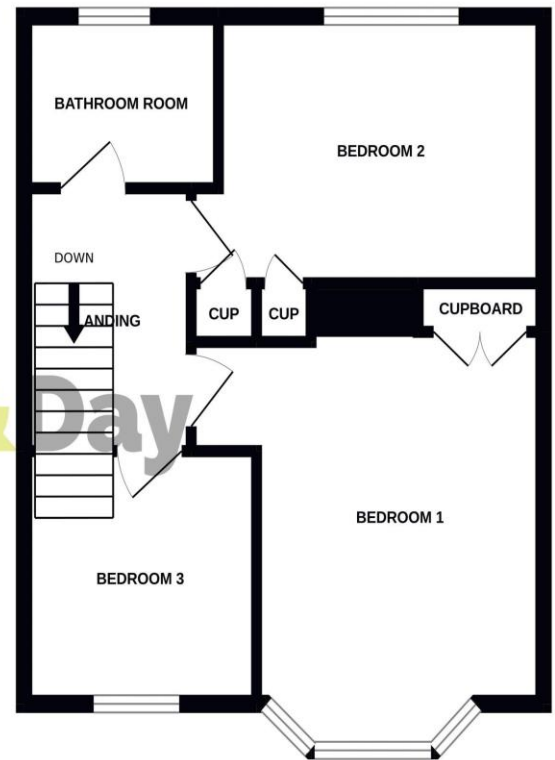 BATHROOM ROOM
BEDROOM 2
DOWN
CUP
CUP
CUPBOARD
ANDING
&Day
BEDROOM 1
BEDROOM 3